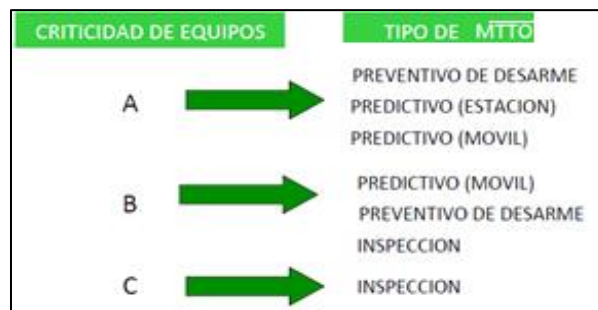 CRITICIDAD DE EQUIPOS
TIPO DE MTTO
A
PREVENTIVO DE DESARME
PREDICTIVO (ESTACION)
PREDICTIVO (MOVIL)
B
PREDICTIVO (MOVIL)
PREVENTIVO DE DESARME
INSPECCION
C
INSPECCION